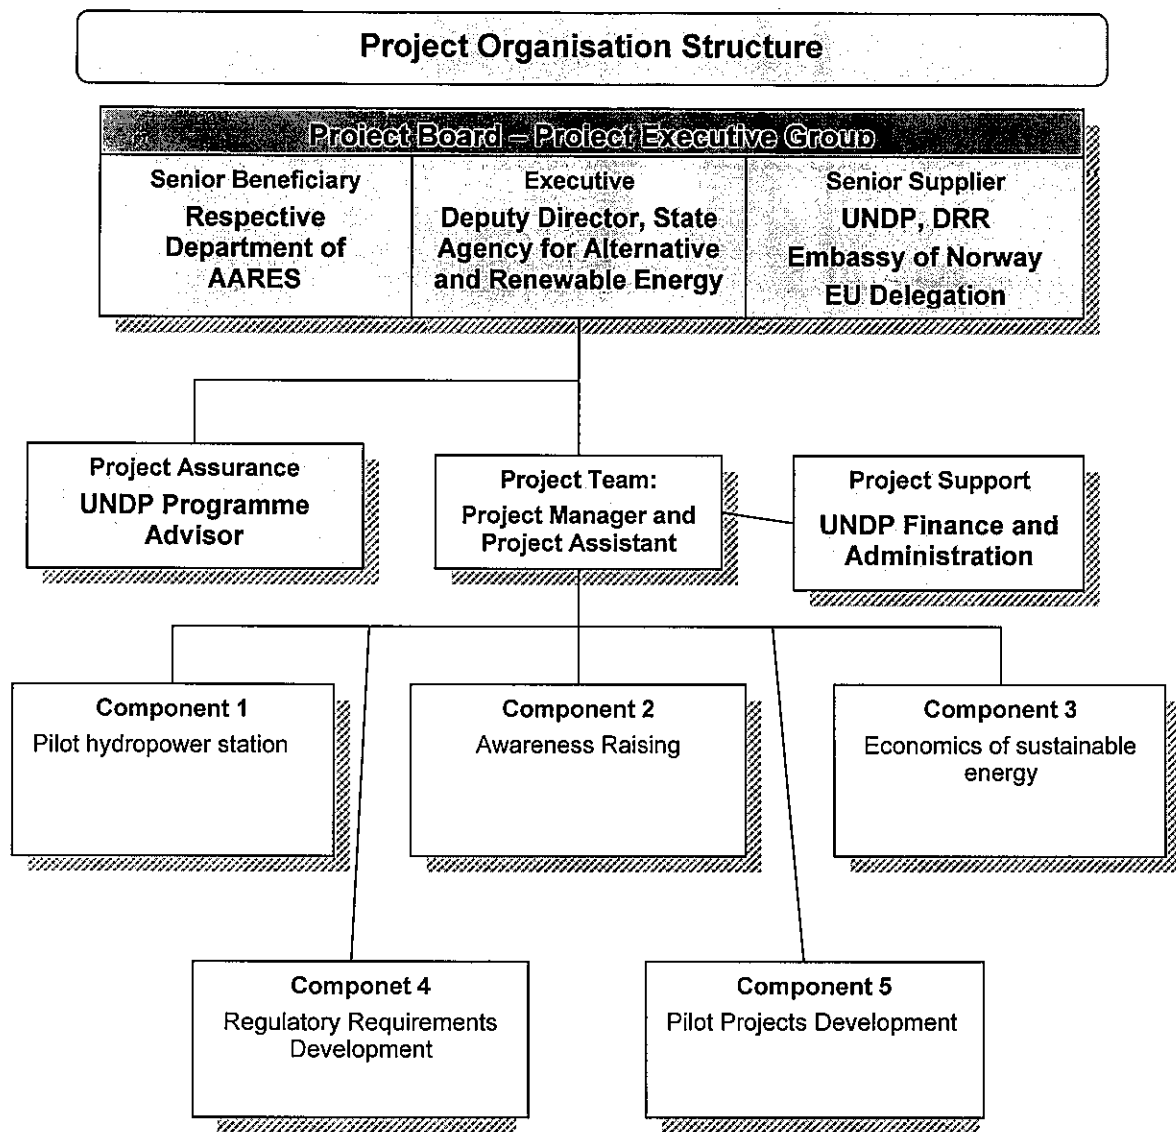 Project Organisation Structure
Project Board – Project Executive Group
Senior Beneficiary
Respective
Department of
AARES
Executive
Deputy Director, State
Agency for Alternative
and Renewable Energy
Senior Supplier
UNDP, DRR
Embassy of Norway
EU Delegation
Project Assurance
UNDP Programme
Advisor
Project Team:
Project Manager and
Project Assistant
Project Support
UNDP Finance and
Administration
Component 1
Pilot hydropower station
Component 2
Awareness Raising
Component 3
Economics of sustainable
energy
Componet 4
Regulatory Requirements
Development
Component 5
Pilot Projects Development